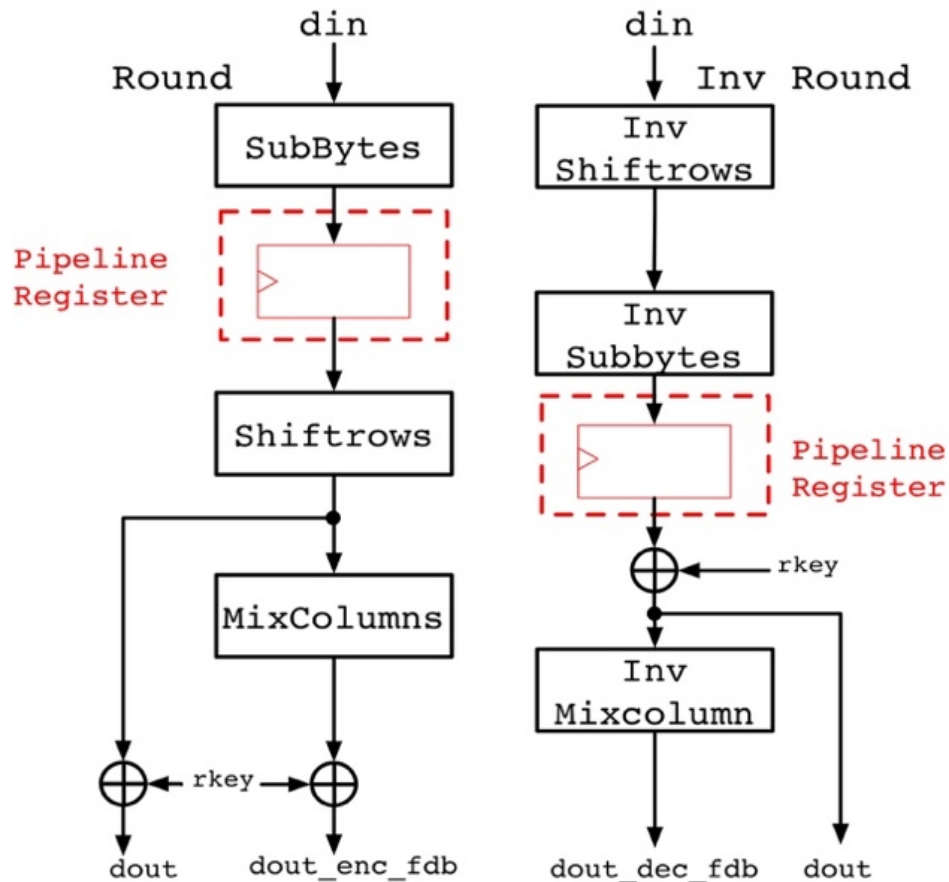 din
Round
SubBytes
Pipeline
Register
Shiftrows
MixColumns
rkey
dout
dout_enc_fdb
din
Inv Round
Inv
Shiftrows
Inv
Subbytes
Pipeline
Register
rkey
Inv
Mixcolumn
dout_dec_fdb
dout